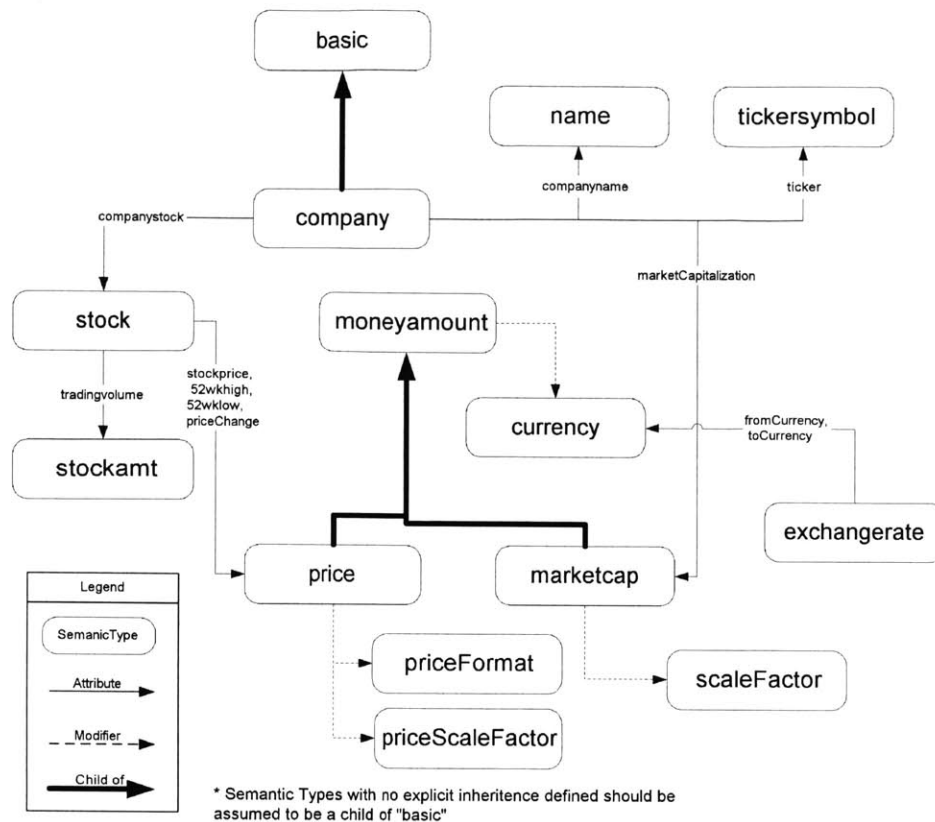 basic
name
tickersymbol
companyname
ticker
companystock
company
marketCapitalization
stock
moneyamount
stockprice,
52wkhigh,
52wklow,
priceChange
tradingvolume
currency
fromCurrency,
toCurrency
stockamt
exchangerate
price
marketcap
Legend
SemanicType
Attribute
Modifier
Child of
priceFormat
scaleFactor
priceScaleFactor
* Semantic Types with no explicit inheritence defined should be
assumed to be a child of "basic"